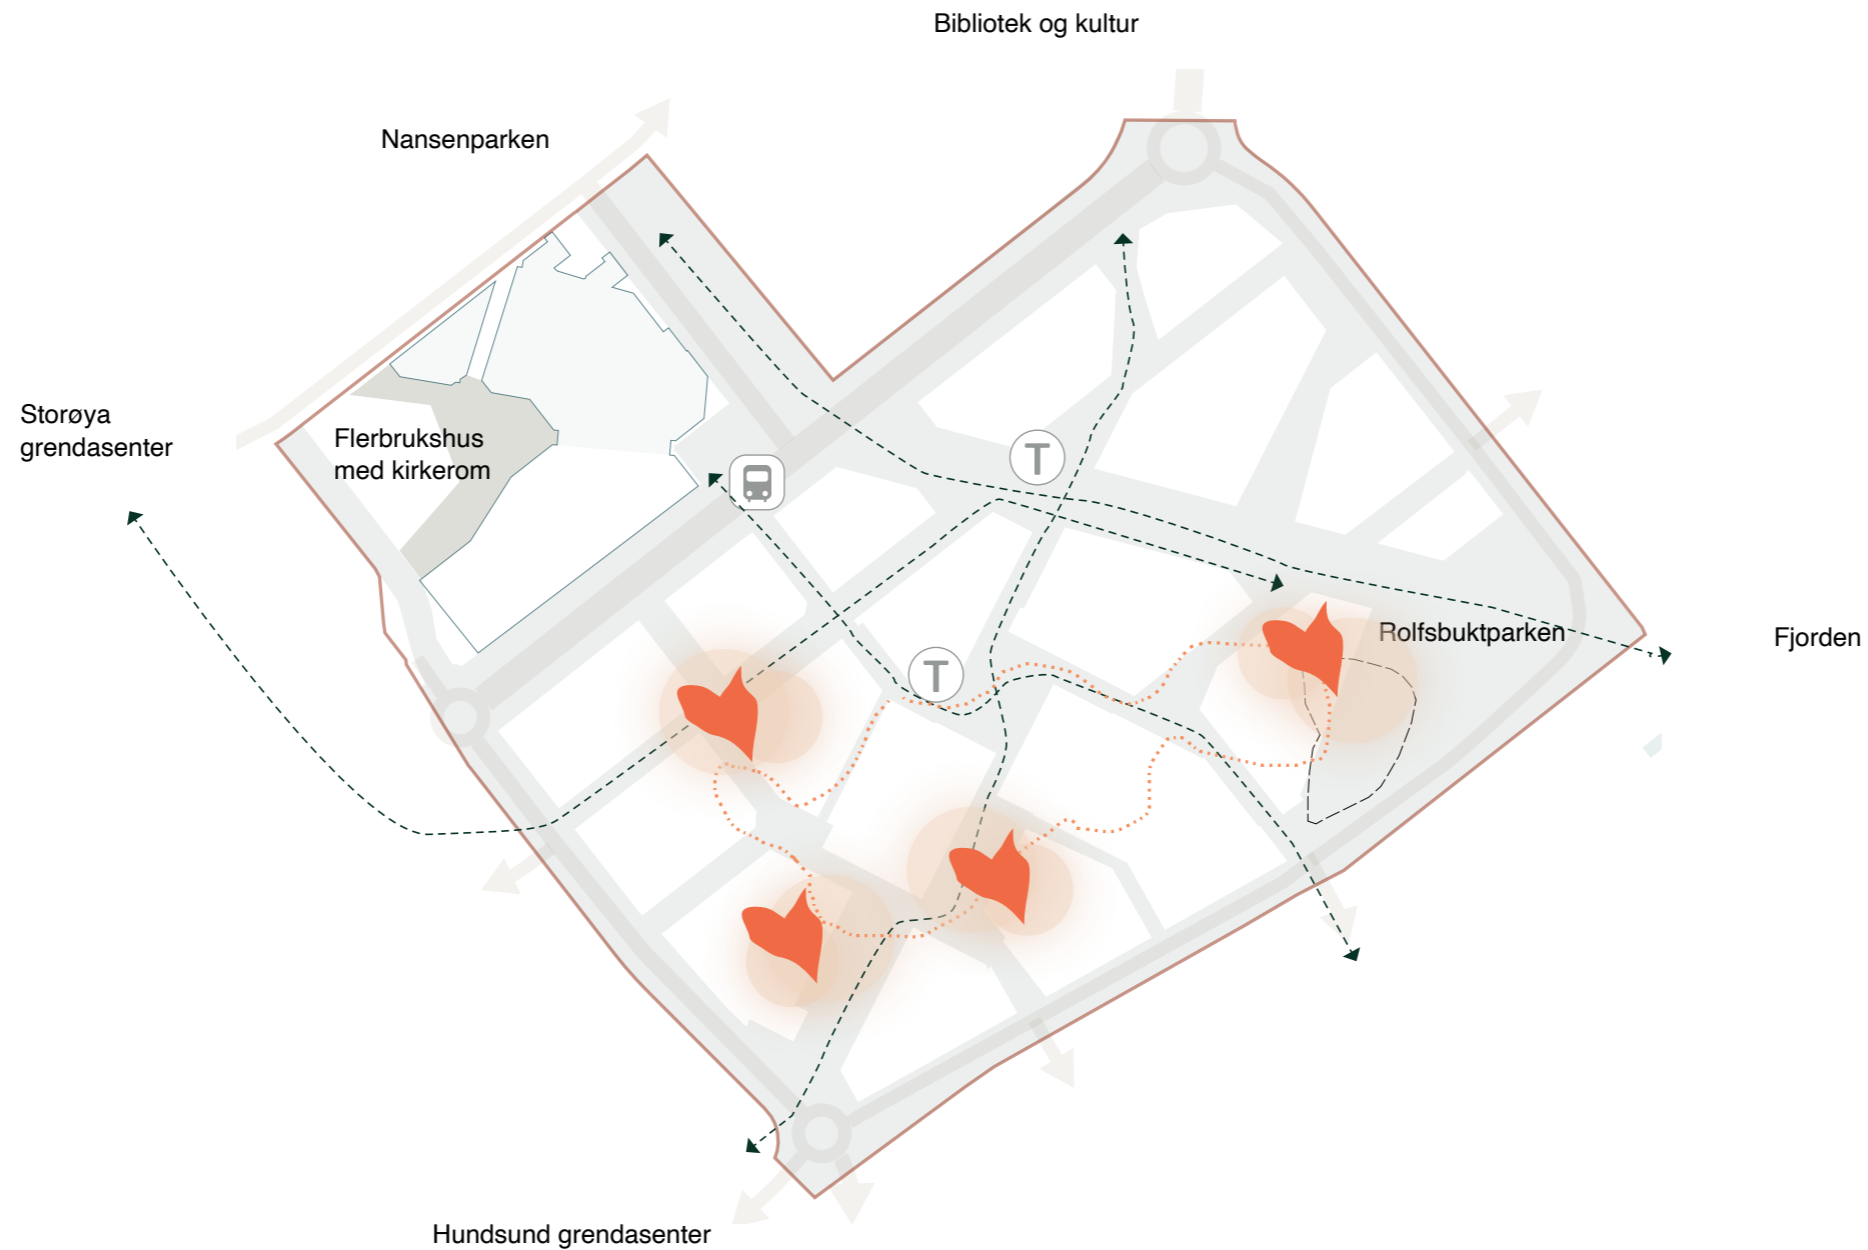 Bibliotek og kultur
Nansenparken
Storøya
grendasenter
Flerbrukshus
med kirkerom
T
T
Rolfsbuktparken
Fjorden
Hundsund grendasenter